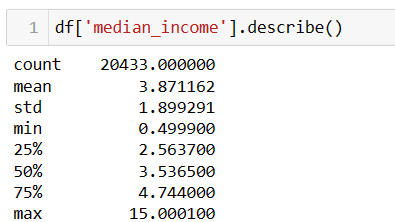 1 df['median_income'].describe()
count 20433.000000
mean 3.871162
std 1.899291
min 0.499900
25% 2.563700
50% 3.536500
75% 4.744000
max 15.000100